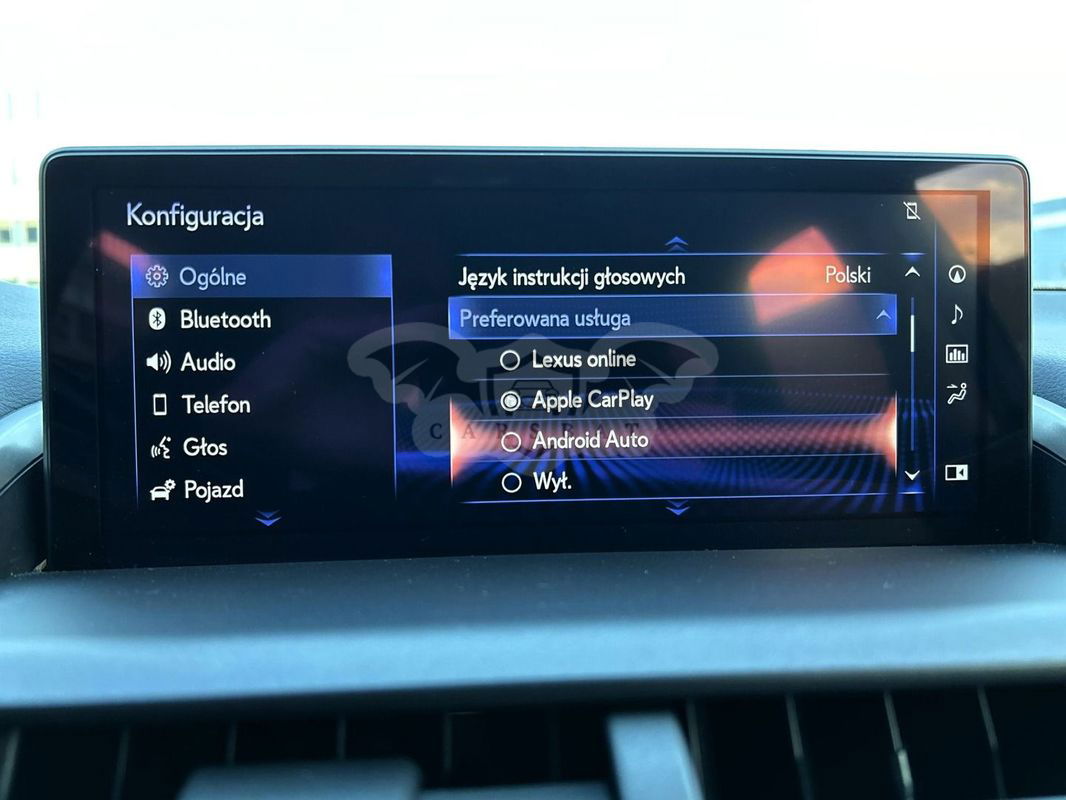 Konfiguracja
Ogólne
Bluetooth
Audio
Telefon
Głos
Pojazd
Język instrukcji głosowych Polski
Preferowana usługa
Lexus online
Apple CarPlay
Android Auto
Wył.
CARSEAT